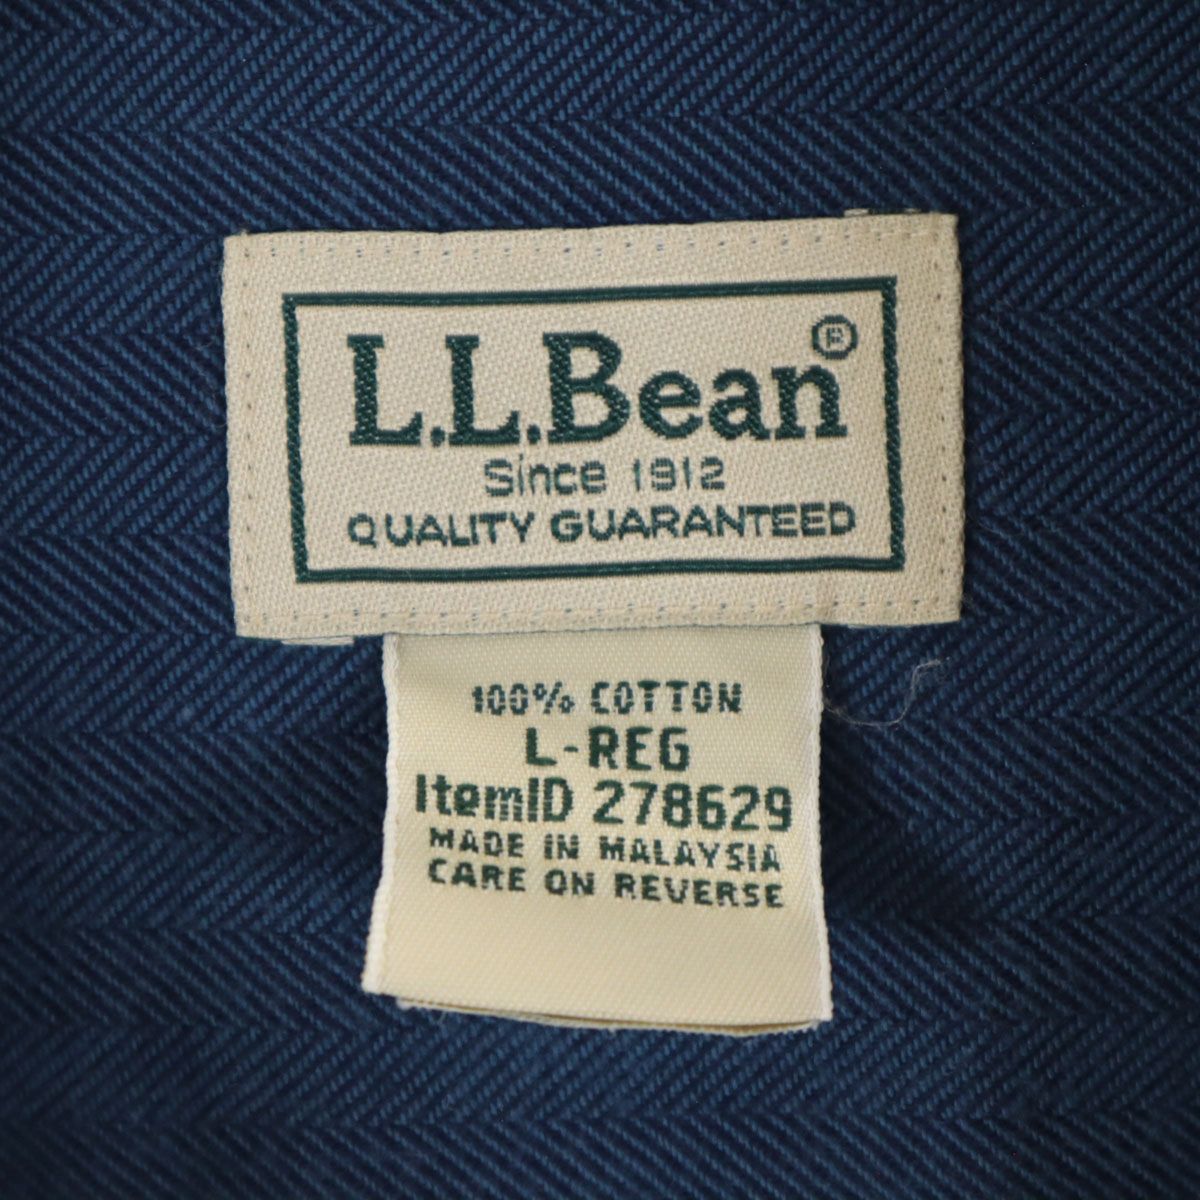 L.L.Bean®
Since 1912
QUALITY GUARANTEED
100% COTTON
L-REG
ItemID 278629
MADE IN MALAYSIA
CARE ON REVERSE